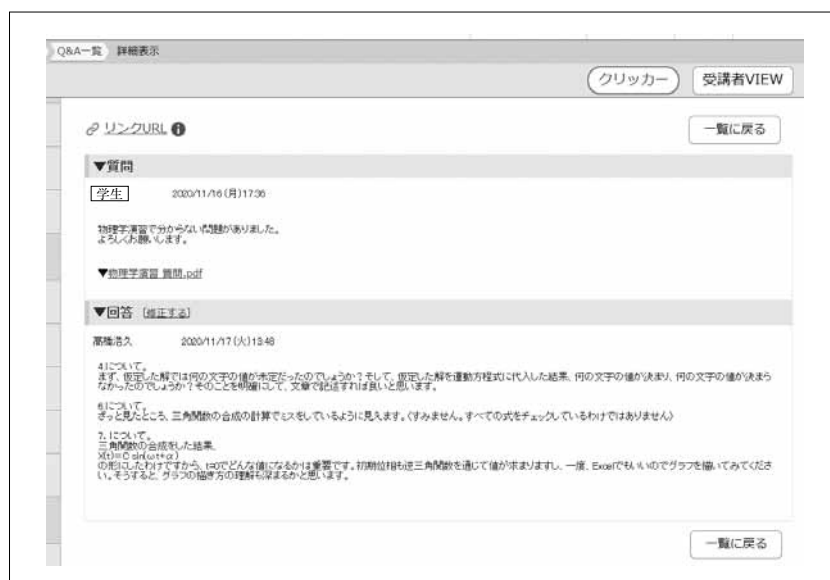 Q&A一覧 詳細表示
クリッカー 受講者VIEW
リンクURL 一覧に戻る
▼質問
学生 2020/11/16(月)17:36
物理学演習で分からない問題がありました。
よろしくお願いします。
▼物理学演習 質問.pdf
▼回答 [修正する]
高橋浩久 2020/11/17(火)13:48
4について。
まず、仮定した解では何の文字の値が未定だったのでしょうか？そして、仮定した解を運動方程式に代入した結果、何の文字の値が決まり、何の文字の値が決まら
なかったのでしょうか？そのことを明確にして、文章で記述すれば良いと思います。
6について。
ざっと見たところ、三角関数の合成の計算でミスをしているように見えます。（すみません。すべての式をチェックしているわけではありません）
7. について。
三角関数の合成をした結果、
X(t)=C sin(ωt+α)
の形にしたわけですから、t=0でどんな値になるかは重要です。初期位相も逆三角関数を通じて値が求まりますし、一度、Excelでもいいのでグラフを描いてみてくださ
い。そうすると、グラフの描き方の理解も深まるかと思います。
一覧に戻る